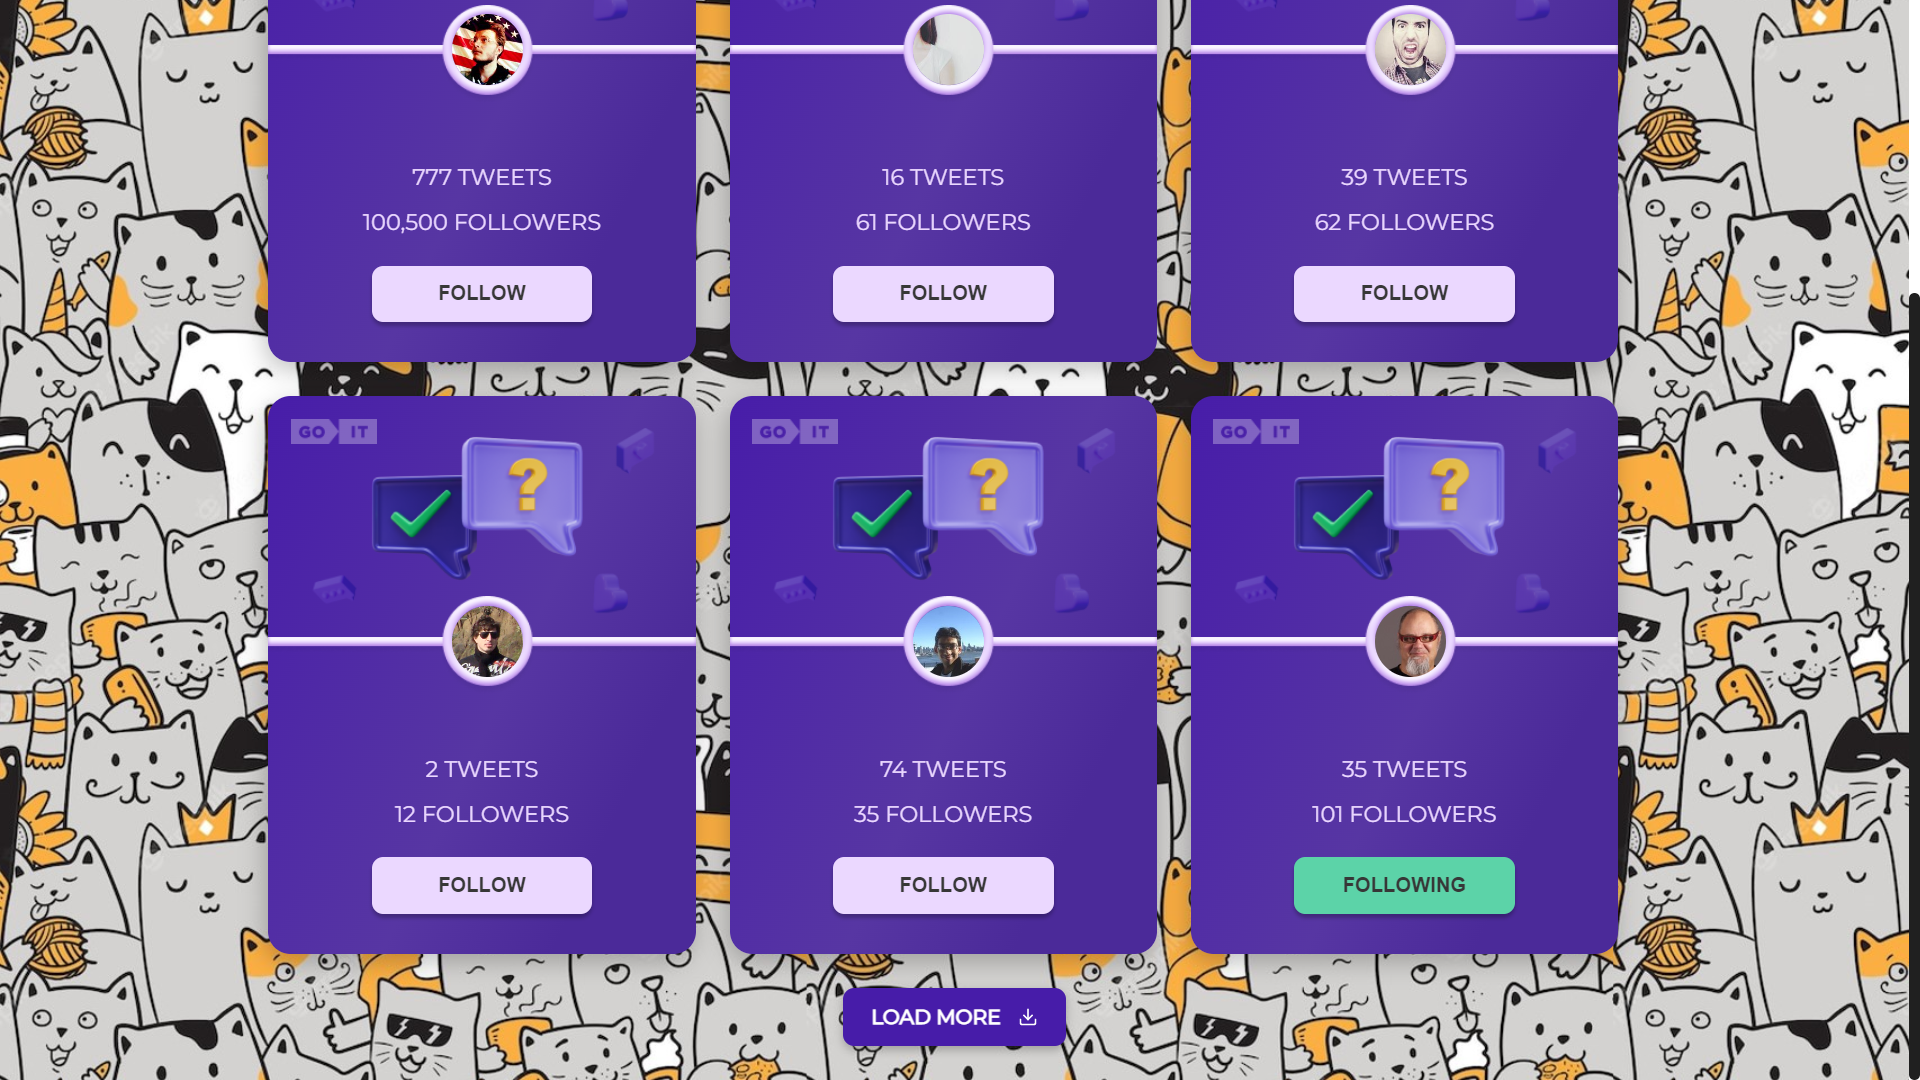 777 TWEETS
100,500 FOLLOWERS
FOLLOW
16 TWEETS
61 FOLLOWERS
FOLLOW
39 TWEETS
62 FOLLOWERS
FOLLOW
GO IT
2 TWEETS
12 FOLLOWERS
FOLLOW
GO IT
74 TWEETS
35 FOLLOWERS
FOLLOW
GO IT
35 TWEETS
101 FOLLOWERS
FOLLOWING
LOAD MORE